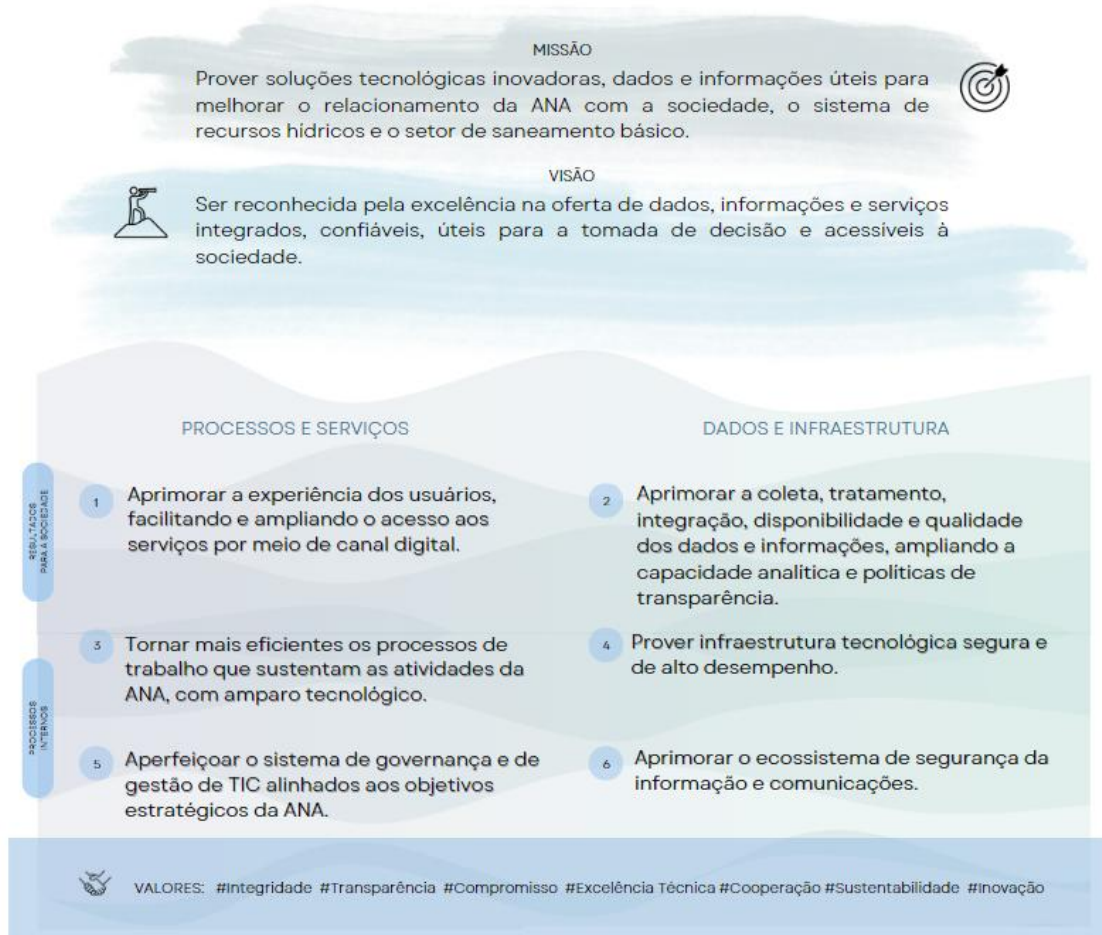 MISSÃO
Prover soluções tecnológicas inovadoras, dados e informações úteis para
melhorar o relacionamento da ANA com a sociedade, o sistema de
recursos hídricos e o setor de saneamento básico.
VISÃO
Ser reconhecida pela excelência na oferta de dados, informações e serviços
integrados, confiáveis, úteis para a tomada de decisão e acessíveis à
sociedade.
PROCESSOS E SERVIÇOS
DADOS E INFRAESTRUTURA
RESULTADOS
PARA A SOCIEDADE
1
Aprimorar a experiência dos usuários,
facilitando e ampliando o acesso aos
serviços por meio de canal digital.
2
Aprimorar a coleta, tratamento,
integração, disponibilidade e qualidade
dos dados e informações, ampliando a
capacidade analítica e políticas de
transparência.
PROCESSOS
INTERNOS
3
Tornar mais eficientes os processos de
trabalho que sustentam as atividades da
ANA, com amparo tecnológico.
4
Prover infraestrutura tecnológica segura e
de alto desempenho.
5
Aperfeiçoar o sistema de governança e de
gestão de TIC alinhados aos objetivos
estratégicos da ANA.
6
Aprimorar o ecossistema de segurança da
informação e comunicações.
VALORES: #Integridade #Transparência #Compromisso #Excelência Técnica #Cooperação #Sustentabilidade #Inovação